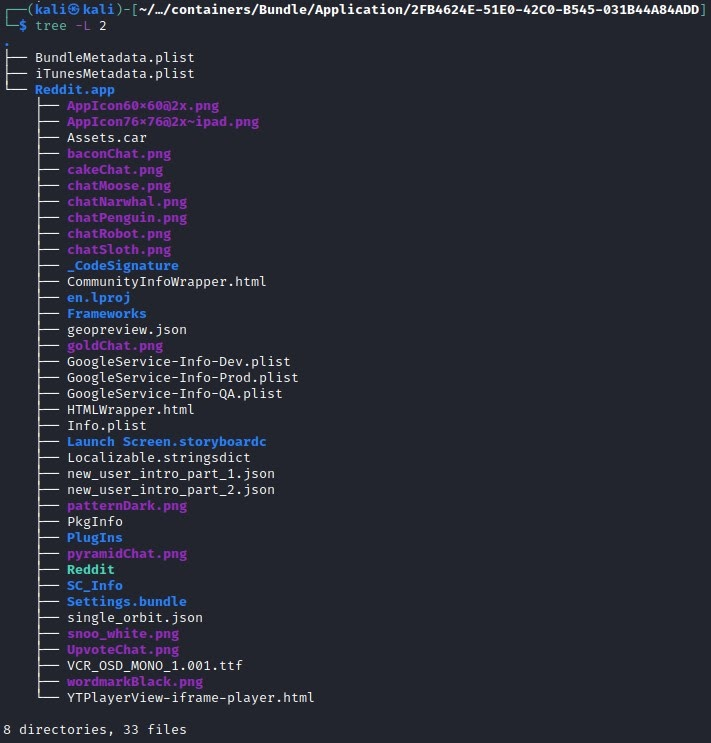 ┌──(kali㉿kali)-[~/…/containers/Bundle/Application/2FB4624E-51E0-42C0-B545-031B44A84ADD]
└─$ tree -L 2
.
├── BundleMetadata.plist
├── iTunesMetadata.plist
└── Reddit.app
    ├── AppIcon60×60@2x.png
    ├── AppIcon76×76@2x~ipad.png
    ├── Assets.car
    ├── baconChat.png
    ├── cakeChat.png
    ├── chatMoose.png
    ├── chatNarwhal.png
    ├── chatPenguin.png
    ├── chatRobot.png
    ├── chatSloth.png
    ├── _CodeSignature
    ├── CommunityInfoWrapper.html
    ├── en.lproj
    ├── Frameworks
    ├── geopreview.json
    ├── goldChat.png
    ├── GoogleService-Info-Dev.plist
    ├── GoogleService-Info-Prod.plist
    ├── GoogleService-Info-QA.plist
    ├── HTMLWrapper.html
    ├── Info.plist
    ├── Launch Screen.storyboardc
    ├── Localizable.stringsdict
    ├── new_user_intro_part_1.json
    ├── new_user_intro_part_2.json
    ├── patternDark.png
    ├── PkgInfo
    ├── PlugIns
    ├── pyramidChat.png
    ├── Reddit
    ├── SC_Info
    ├── Settings.bundle
    ├── single_orbit.json
    ├── snoo_white.png
    ├── UpvoteChat.png
    ├── VCR_OSD_MONO_1.001.ttf
    ├── wordmarkBlack.png
    └── YTPlayerView-iframe-player.html
8 directories, 33 files